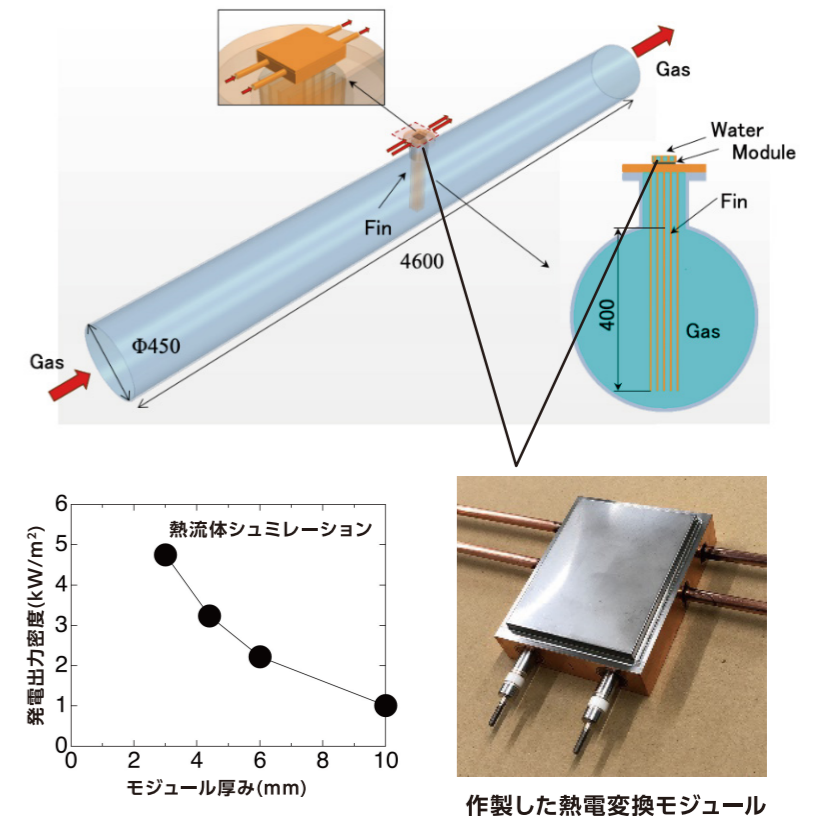 Gas
Water
Module
Fin
Fin
4600
400
Gas
Φ450
Gas
熱流体シュミレーション
発電出力密度(kW/m²)
6
5
4
3
2
1
0
0 2 4 6 8 10
モジュール厚み(mm)
作製した熱電変換モジュール